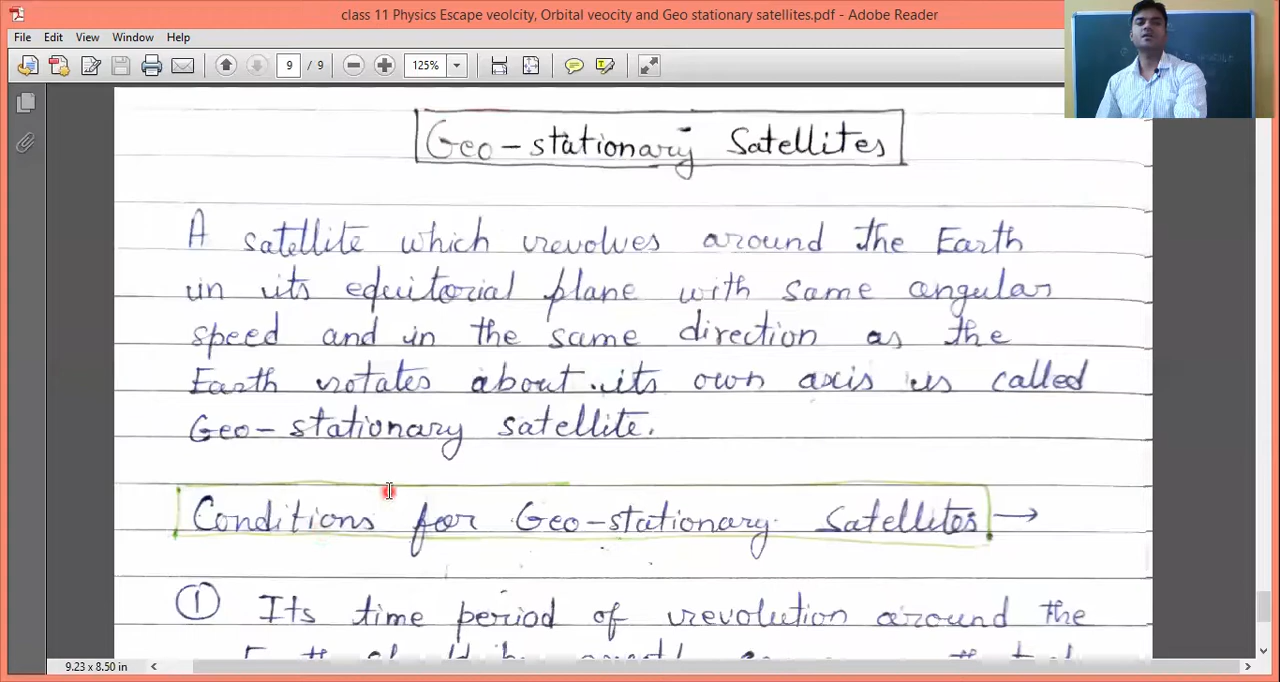 class 11 Physics Escape veolcity, Orbital veocity and Geo stationary satellites.pdf - Adobe Reader
File Edit View Window Help
9 / 9 125%
Geo-stationary Satellites
A satellite which revolves around the Earth
in its equitorial plane with same angular
speed and in the same direction as the
Earth rotates about its own axis is called
Geo-stationary satellite.
Conditions for Geo-stationary Satellites →
① Its time period of revolution around the
9.23 x 8.50 in